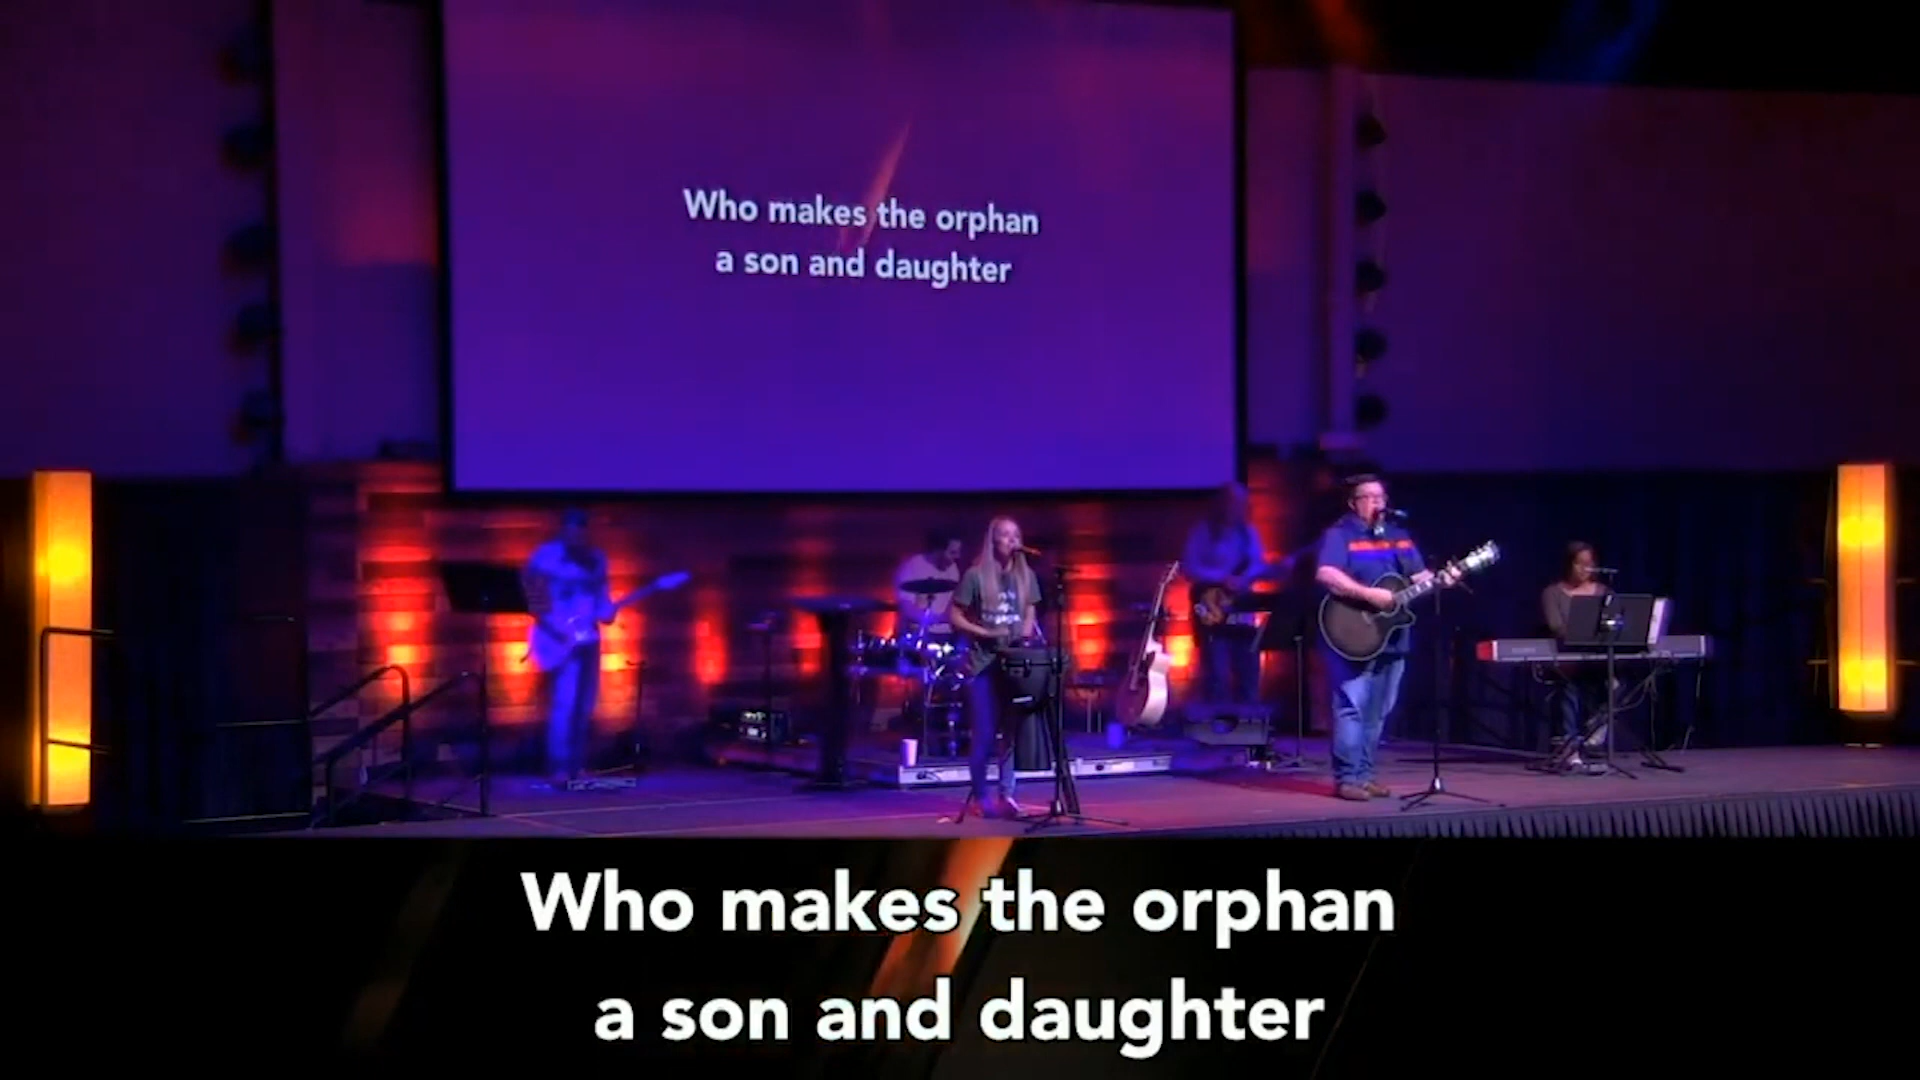 Who makes the orphan
a son and daughter
Who makes the orphan
a son and daughter